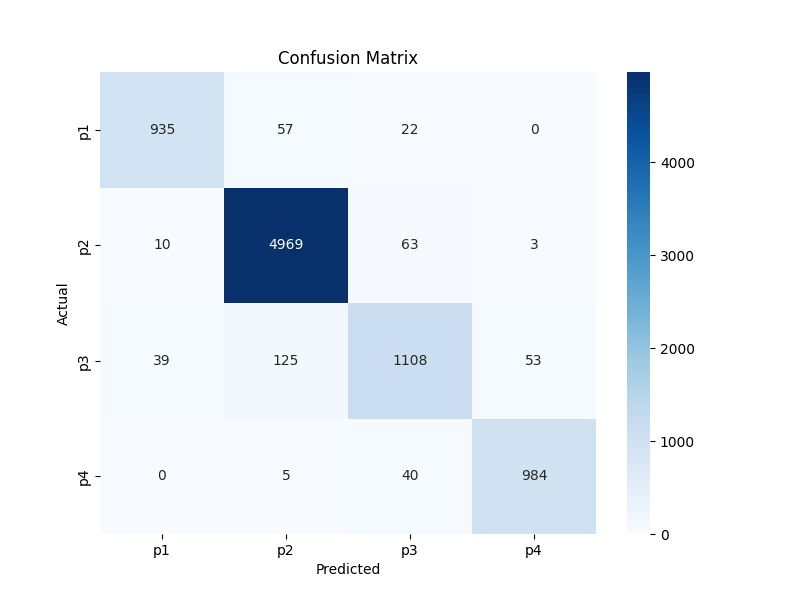 Confusion Matrix
p1 935 57 22 0
p2 10 4969 63 3
p3 39 125 1108 53
p4 0 5 40 984
p1 p2 p3 p4
Predicted
Actual
4000
3000
2000
1000
0